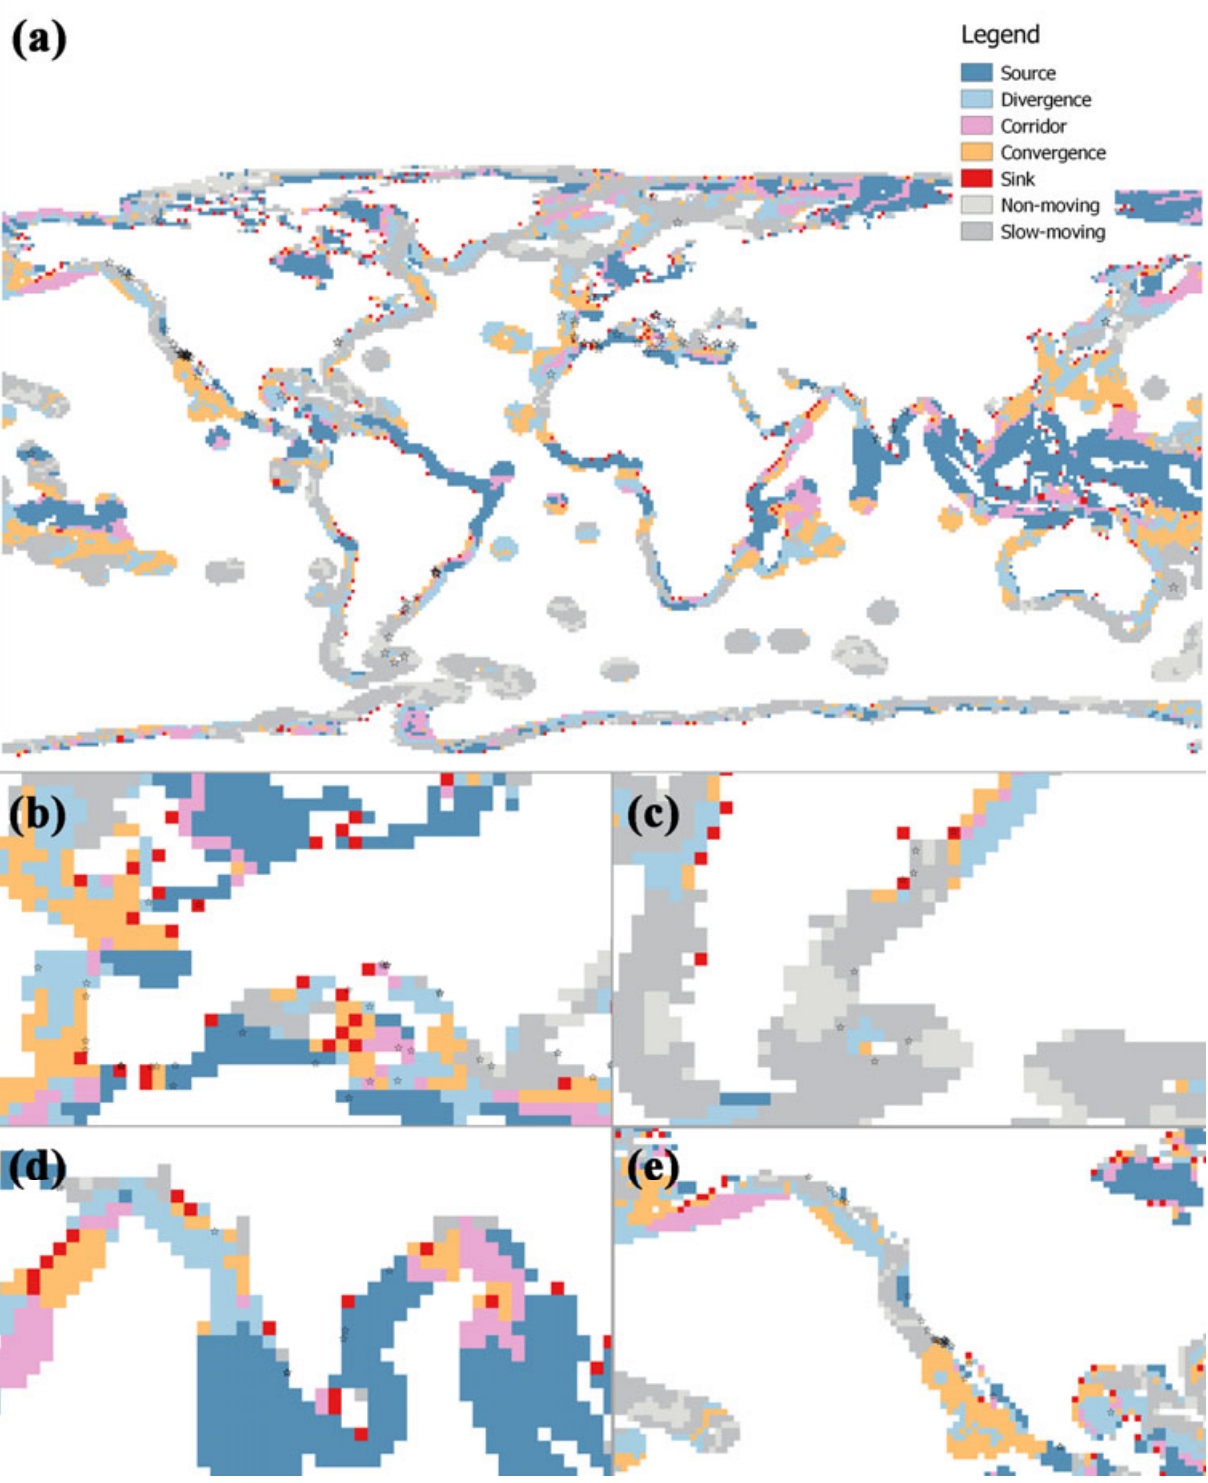 (a)
Legend
Source
Divergence
Corridor
Convergence
Sink
Non-moving
Slow-moving
(b)
(c)
(d)
(e)